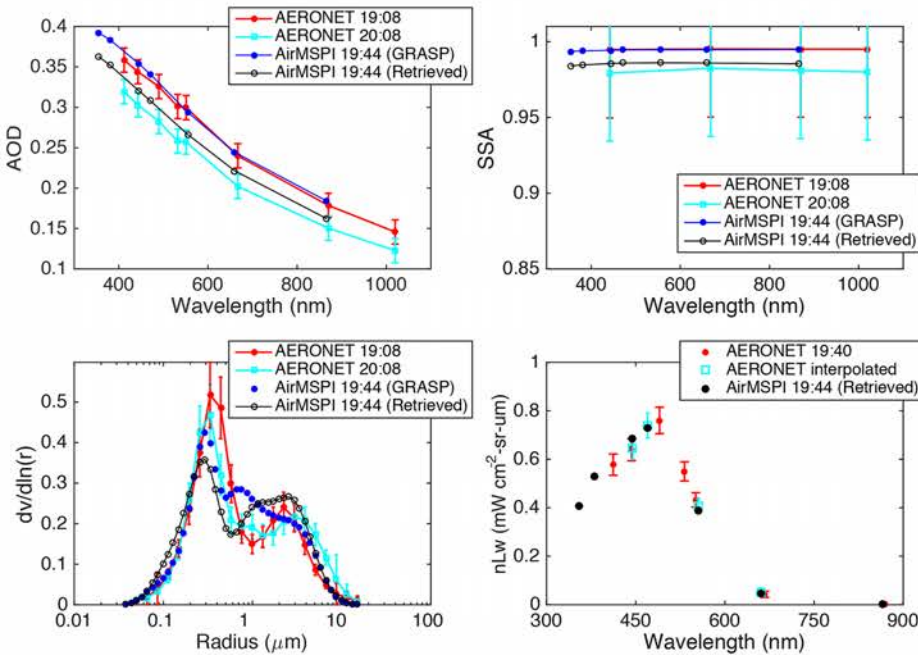 AERONET 19:08
AERONET 20:08
AirMSPI 19:44 (GRASP)
AirMSPI 19:44 (Retrieved)
0.4
0.35
0.3
0.25
0.2
0.15
0.1
AOD
400 600 800 1000
Wavelength (nm)
1
0.95
0.9
0.85
SSA
AERONET 19:08
AERONET 20:08
AirMSPI 19:44 (GRASP)
AirMSPI 19:44 (Retrieved)
400 600 800 1000
Wavelength (nm)
AERONET 19:08
AERONET 20:08
AirMSPI 19:44 (GRASP)
AirMSPI 19:44 (Retrieved)
0.5
0.4
0.3
0.2
0.1
0
dv/dln(r)
0.01 0.1 1 10 100
Radius (μm)
AERONET 19:40
AERONET interpolated
AirMSPI 19:44 (Retrieved)
1
0.8
0.6
0.4
0.2
0
nLw (mW cm²-sr-um)
300 450 600 750 900
Wavelength (nm)